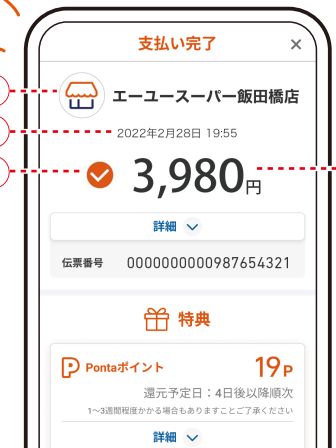 支払い完了 ×
エーユースーパー飯田橋店
2022年2月28日 19:55
3,980円
詳細
伝票番号 0000000000987654321
特典
Pontaポイント 19P
還元予定日：4日後以降順次
1〜3週間程度かかる場合もありますことご了承ください
詳細